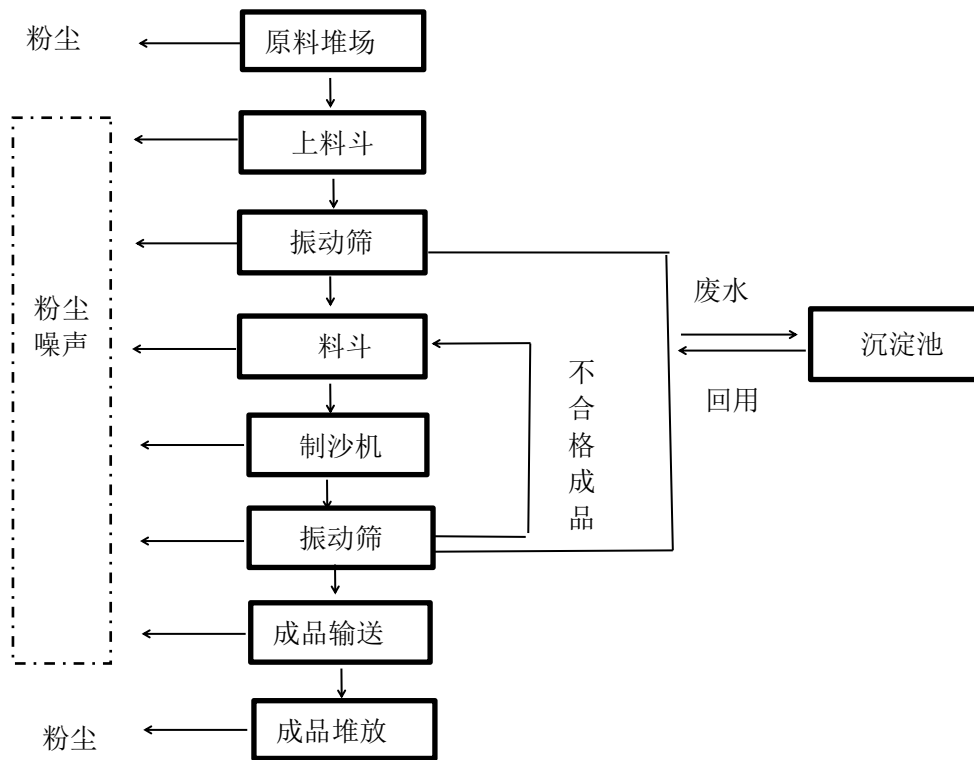 粉尘
原料堆场
上料斗
振动筛
废水
粉尘
噪声
料斗
沉淀池
回用
不合格成品
制沙机
振动筛
成品输送
成品堆放
粉尘